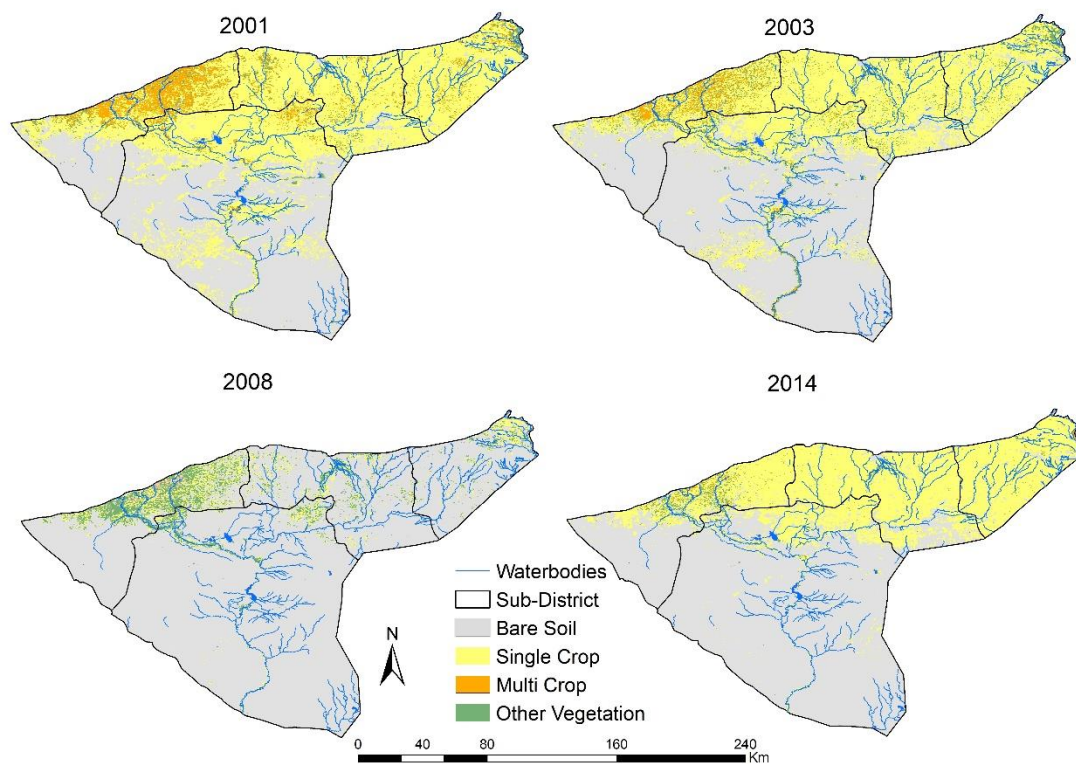 2001
2003
2008
2014
Waterbodies
Sub-District
Bare Soil
Single Crop
Multi Crop
Other Vegetation
N
0 40 80 160 240
Km